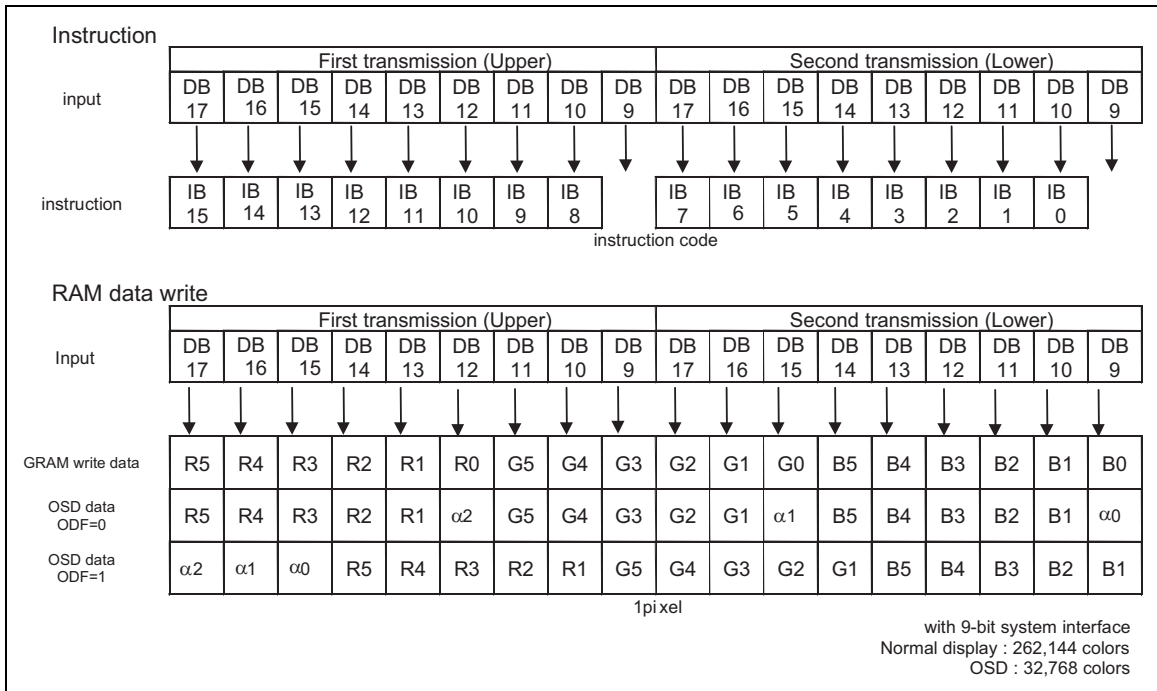 Instruction
First transmission (Upper) Second transmission (Lower)
input DB 17 DB 16 DB 15 DB 14 DB 13 DB 12 DB 11 DB 10 DB 9 DB 17 DB 16 DB 15 DB 14 DB 13 DB 12 DB 11 DB 10 DB 9
instruction IB 15 IB 14 IB 13 IB 12 IB 11 IB 10 IB 9 IB 8 IB 7 IB 6 IB 5 IB 4 IB 3 IB 2 IB 1 IB 0
instruction code
RAM data write
First transmission (Upper) Second transmission (Lower)
Input DB 17 DB 16 DB 15 DB 14 DB 13 DB 12 DB 11 DB 10 DB 9 DB 17 DB 16 DB 15 DB 14 DB 13 DB 12 DB 11 DB 10 DB 9
GRAM write data R5 R4 R3 R2 R1 R0 G5 G4 G3 G2 G1 G0 B5 B4 B3 B2 B1 B0
OSD data ODF=0 R5 R4 R3 R2 R1 α2 G5 G4 G3 G2 G1 α1 B5 B4 B3 B2 B1 α0
OSD data ODF=1 α2 α1 α0 R5 R4 R3 R2 R1 G5 G4 G3 G2 G1 B5 B4 B3 B2 B1
1pixel
with 9-bit system interface
Normal display : 262,144 colors
OSD : 32,768 colors